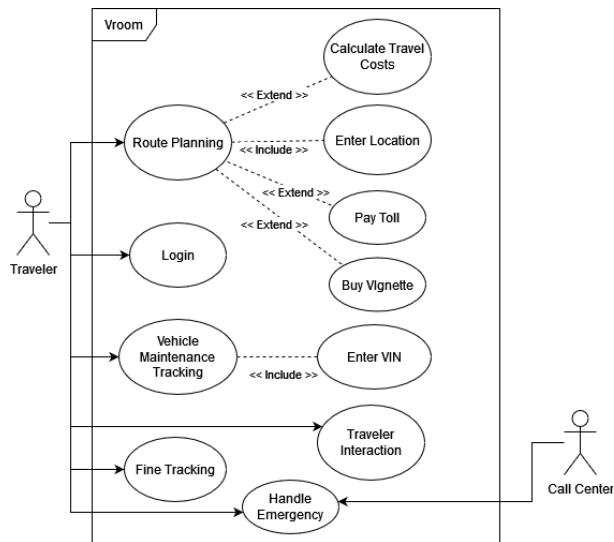 Vroom
Calculate Travel
Costs
<< Extend >>
Route Planning
<< Include >>
Enter Location
<< Extend >>
Pay Toll
<< Extend >>
Traveler
Login
Buy VIgnette
Vehicle
Maintenance
Tracking
<< Include >>
Enter VIN
Traveler
Interaction
Fine Tracking
Handle
Emergency
Call Center